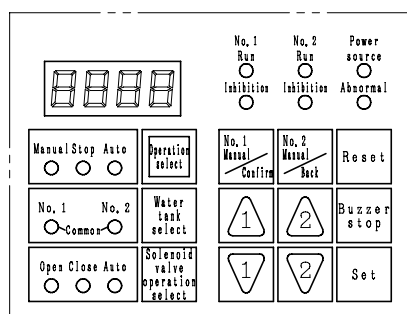 No. 1 No. 2 Power
Run Run source
Inhibition Inhibition Abnormal
8888
Manual Stop Auto
Operation
select
No. 1
Manual
Confirm
No. 2
Manual
Back
Reset
No. 1 No. 2
Common
Water
tank
select
1
2
Buzzer
stop
Open Close Auto
Solenoid
valve
operation
select
1
2
Set